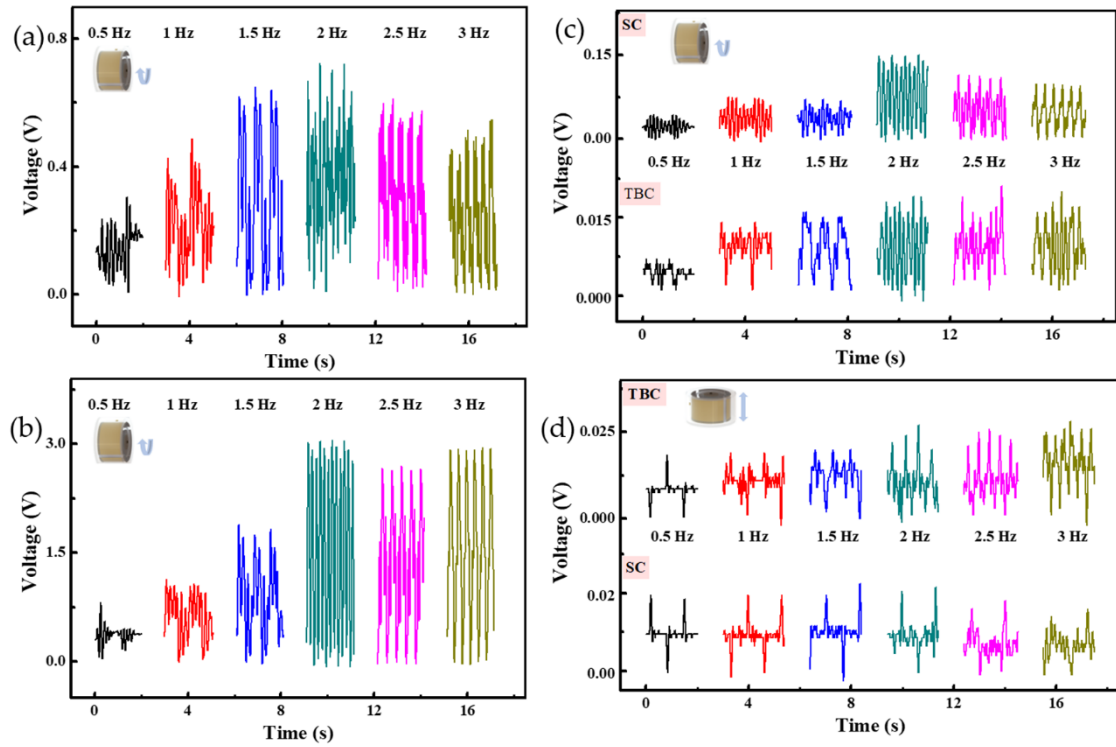 (a)
0.5 Hz 1 Hz 1.5 Hz 2 Hz 2.5 Hz 3 Hz
0.8
0.4
0.0
Voltage (V)
0 4 8 12 16
Time (s)
(b)
0.5 Hz 1 Hz 1.5 Hz 2 Hz 2.5 Hz 3 Hz
3.0
1.5
0.0
Voltage (V)
0 4 8 12 16
Time (s)
(c)
SC
0.15
0.00
0.5 Hz 1 Hz 1.5 Hz 2 Hz 2.5 Hz 3 Hz
TBC
0.015
0.000
Voltage (V)
0 4 8 12 16
Time (s)
(d)
TBC
0.025
0.000
0.5 Hz 1 Hz 1.5 Hz 2 Hz 2.5 Hz 3 Hz
SC
0.02
0.00
Voltage (V)
0 4 8 12 16
Time (s)